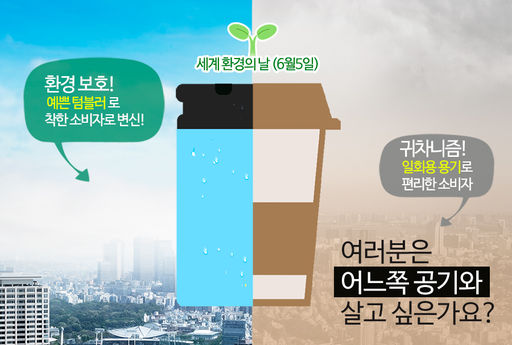 세계 환경의 날 (6월5일)
환경 보호!
예쁜 텀블러 로
착한 소비자로 변신!
귀차니즘!
일회용 용기로
편리한 소비자
여러분은
어느쪽 공기와
살고 싶은가요?